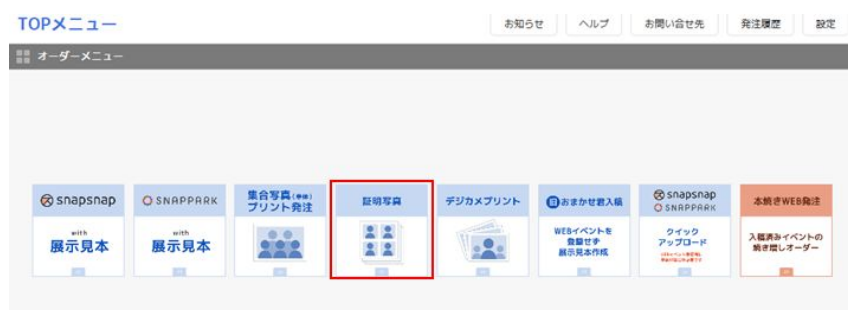 TOPメニュー
お知らせ ヘルプ お問い合せ先 発注履歴 設定
オーダーメニュー
snapsnap
with
展示見本
SNAPPARK
with
展示見本
集合写真(単体)
プリント発注
証明写真
デジカメプリント
おまかせ君入稿
WEBイベントを
登録せず
展示見本作成
snapsnap
SNAPPARK
クイック
アップロード
本焼きWEB発注
入稿済みイベントの
焼き増しオーダー